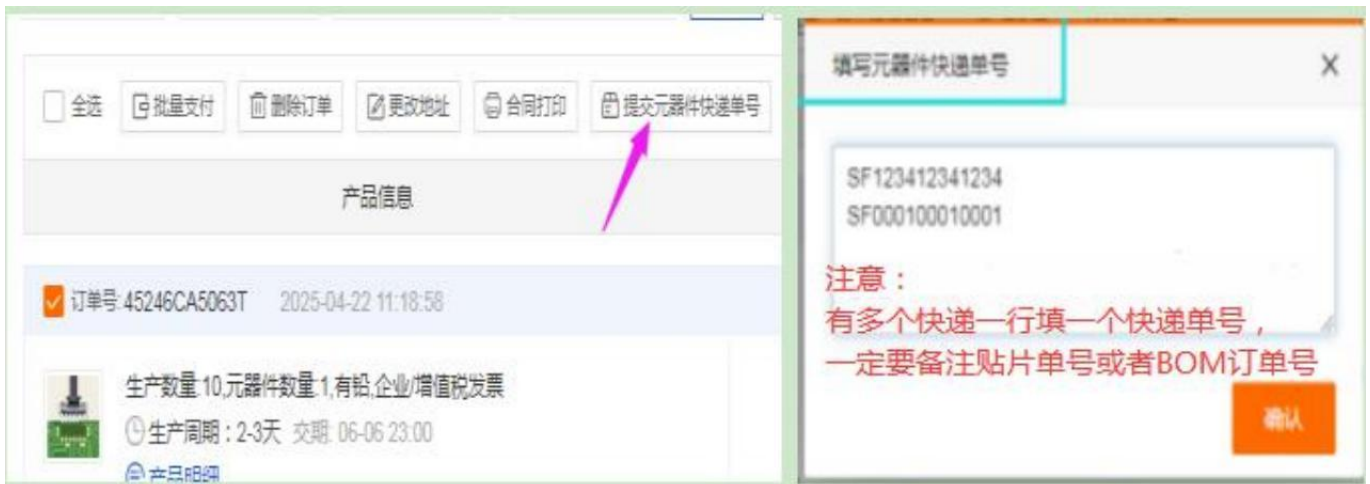 全选 批量支付 删除订单 更改地址 合同打印 提交元器件快递单号
产品信息
订单号:45246CA5063T 2025-04-22 11:18:58
生产数量:10,元器件数量:1,有铅,企业/增值税发票
生产周期：2-3天 交期: 06-06 23:00
产品明细
填写元器件快递单号
SF123412341234
SF000100010001
注意：
有多个快递一行填一个快递单号，
一定要备注贴片单号或者BOM订单号
确认